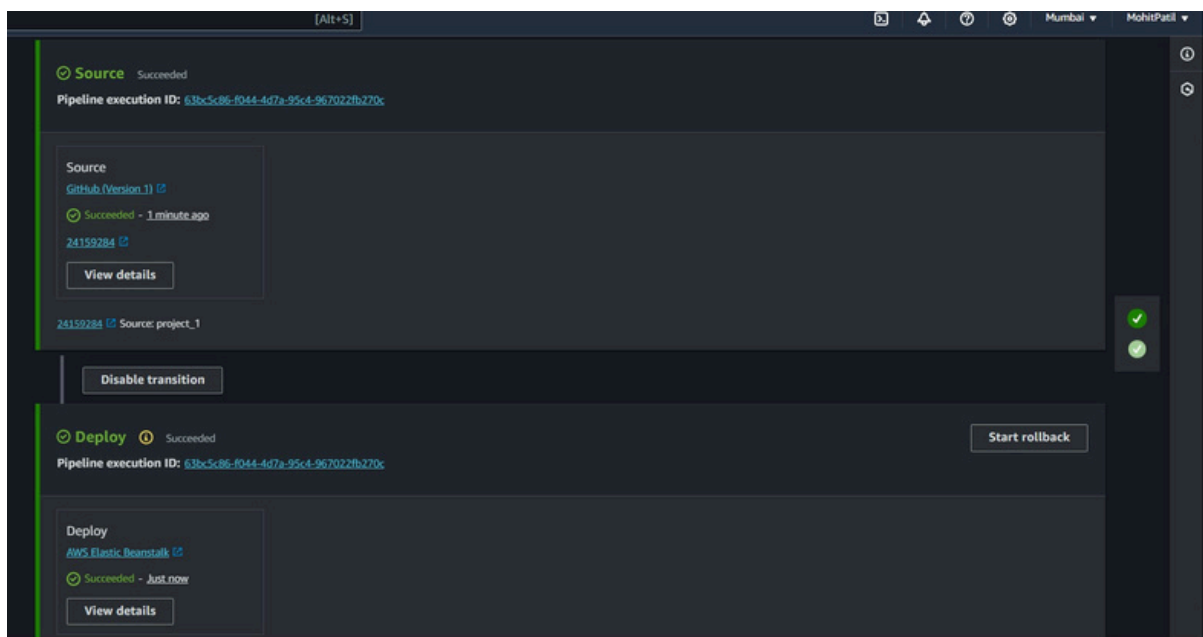 [Alt+S] Mumbai MohitPatil
Source Succeeded
Pipeline execution ID: 63bc5c86-f044-4d7a-95c4-967022fb270c
Source
GitHub (Version 1)
Succeeded - 1 minute ago
24159284
View details
24159284 Source: project_1
Disable transition
Deploy Succeeded
Start rollback
Pipeline execution ID: 63bc5c86-f044-4d7a-95c4-967022fb270c
Deploy
AWS Elastic Beanstalk
Succeeded - Just now
View details